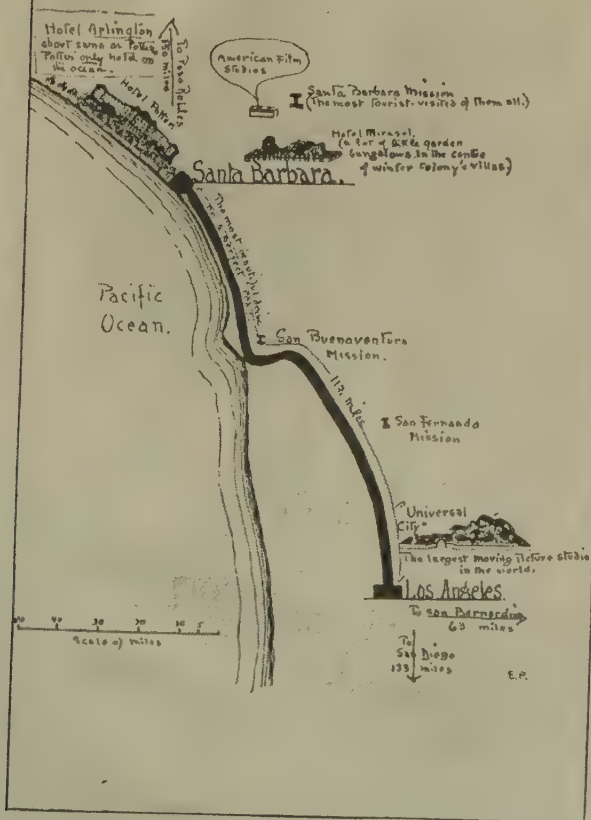 Hotel Arlington
about same as Potter
Potter only hotel on
the ocean.
To Paso Robles
150 miles
Hotel Potter
American Film
Studios
Santa Barbara Mission
(The most tourist-visited of them all.)
Hotel Mirasol.
(a lot of little garden
bungalows in the centre
of winter colony's villas)
Santa Barbara.
The most beautiful drive
Pacific
Ocean.
San Buenaventura
Mission.
112 miles
San Fernando
Mission
"Universal
City"
The largest moving Picture Studio
in the world.
Los Angeles.
To San Bernardino
63 miles
To
San Diego
133
miles
E.P.
50 40 30 20 10 5
Scale of miles